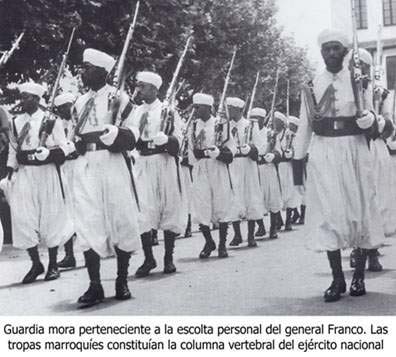 Guardia mora perteneciente a la escolta personal del general Franco. Las
tropas marroquíes constituían la columna vertebral del ejército nacional